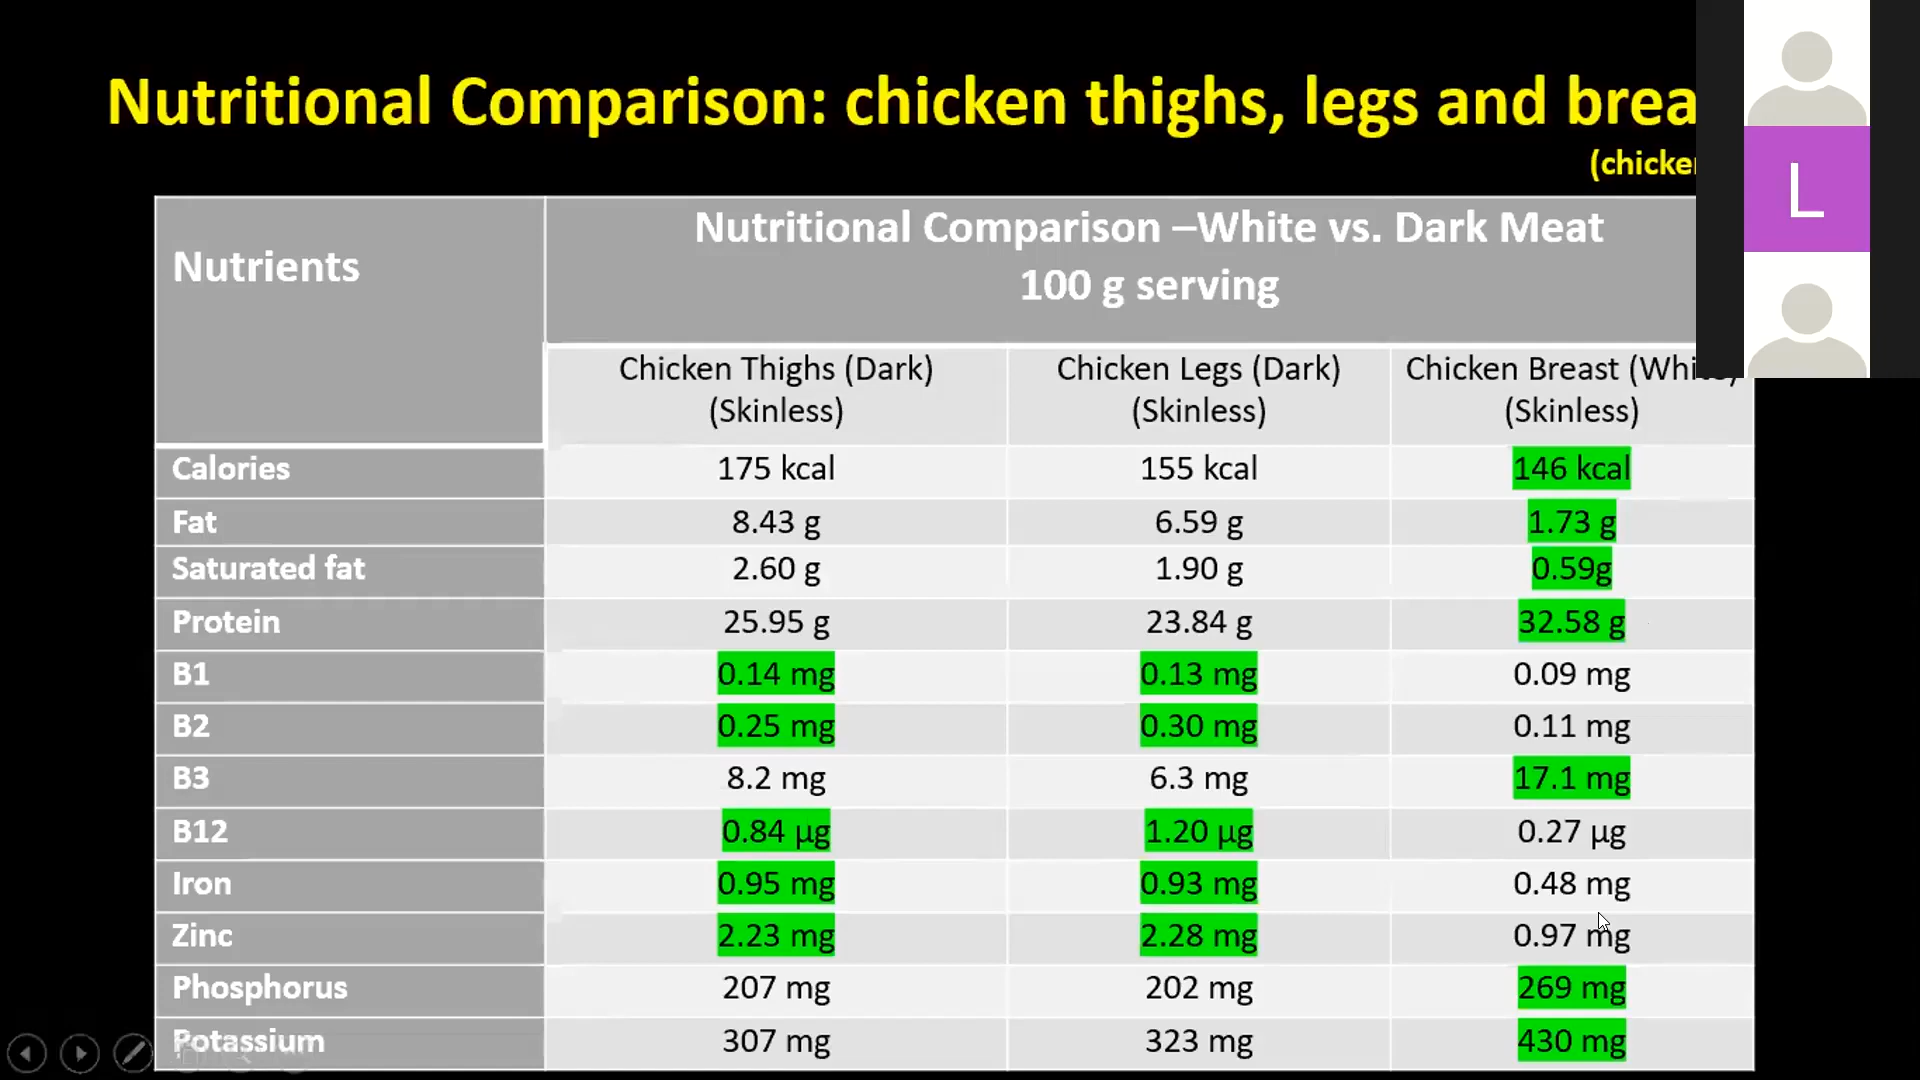 Nutritional Comparison: chicken thighs, legs and
L
Nutritional Comparison –White vs. Dark Meat
Nutrients
100 g serving
Chicken Thighs (Dark) Chicken Legs (Dark) Chicken Breast
(Skinless) (Skinless) (Skinless)
Calories 175 kcal 155 kcal 146 kcal
Fat 8.43 g 6.59 g 1.73 g
Saturated fat 2.60 g 1.90 g 0.59g
Protein 25.95 g 23.84 g 32.58 g
B1 0.14 mg 0.13 mg 0.09 mg
B2 0.25 mg 0.30 mg 0.11 mg
B3 8.2 mg 6.3 mg 17.1 mg
B12 0.84 µg 1.20 µg 0.27 µg
Iron 0.95 mg 0.93 mg 0.48 mg
Zinc 2.23 mg 2.28 mg 0.97 mg
Phosphorus 207 mg 202 mg 269 mg
Potassium 307 mg 323 mg 430 mg